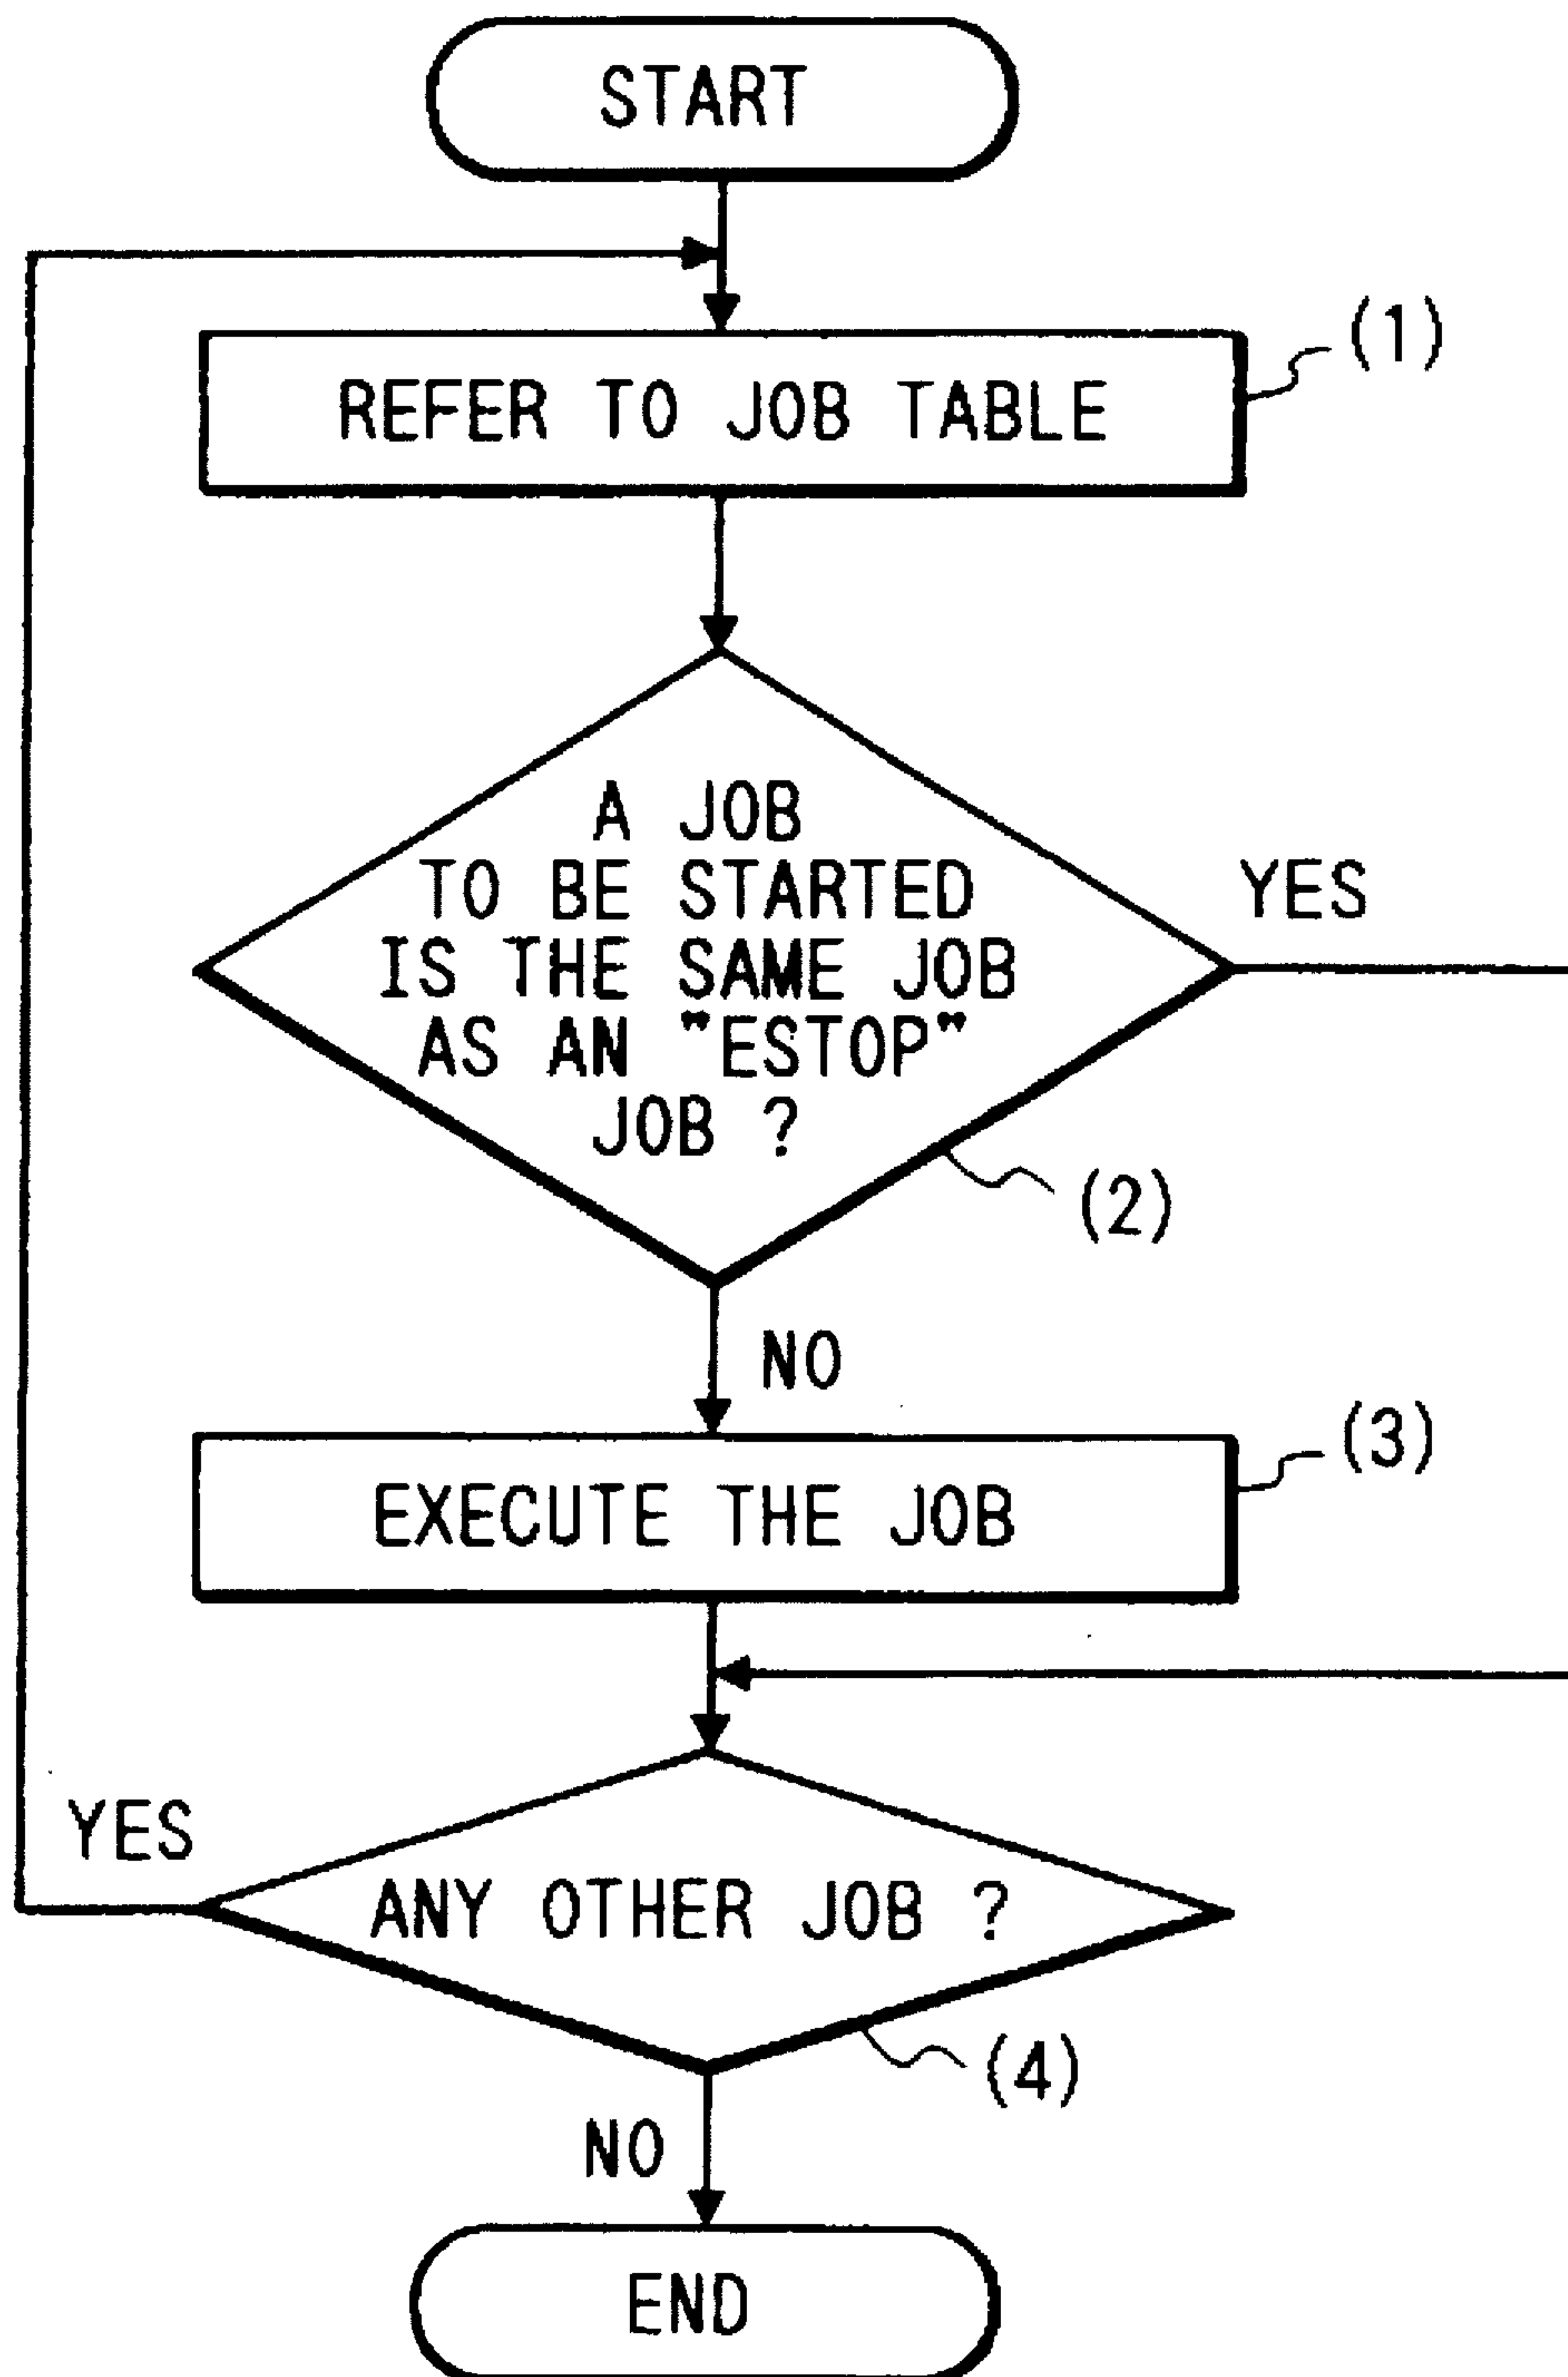 START
REFER TO JOB TABLE
(1)
A JOB
TO BE STARTED
IS THE SAME JOB
AS AN "ESTOP"
JOB ?
YES
(2)
NO
EXECUTE THE JOB
(3)
YES
ANY OTHER JOB ?
(4)
NO
END